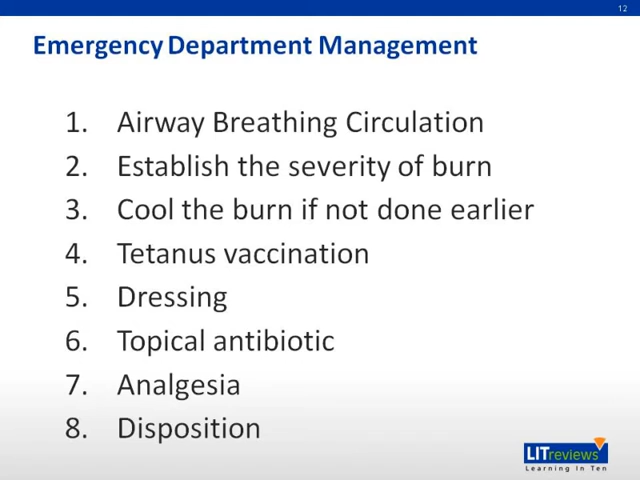 12
Emergency Department Management
1. Airway Breathing Circulation
2. Establish the severity of burn
3. Cool the burn if not done earlier
4. Tetanus vaccination
5. Dressing
6. Topical antibiotic
7. Analgesia
8. Disposition
LITreviews
Learning In Ten